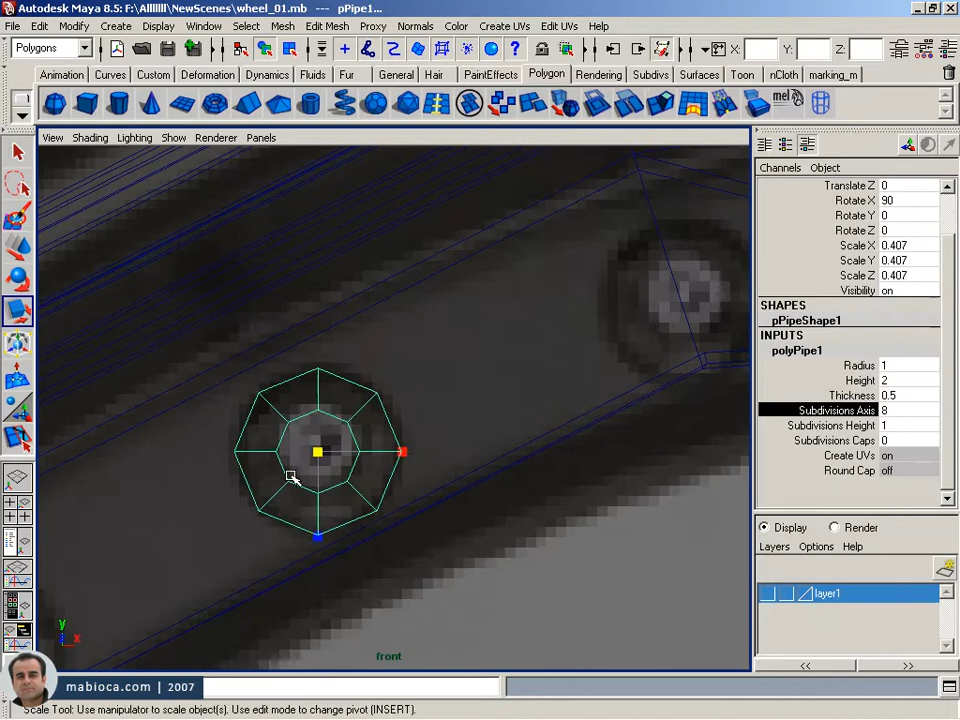 Autodesk Maya 8.5: F:\Allllll\NewScenes\wheel_01.mb --- pPipe1...
File Edit Modify Create Display Window Select Mesh Edit Mesh Proxy Normals Color Create UVs Edit UVs Help
Polygons X: Y: Z:
Animation Curves Custom Deformation Dynamics Fluids Fur General Hair PaintEffects Polygon Rendering Subdivs Surfaces Toon nCloth marking_m
mel
View Shading Lighting Show Renderer Panels
Channels Object
Translate Z 0
Rotate X 90
Rotate Y 0
Rotate Z 0
Scale X 0.407
Scale Y 0.407
Scale Z 0.407
Visibility on
SHAPES
pPipeShape1
INPUTS
polyPipe1
Radius 1
Height 2
Thickness 0.5
Subdivisions Axis 8
Subdivisions Height 1
Subdivisions Caps 0
Create UVs on
Round Cap off
Display Render
Layers Options Help
layer1
y
x
front
<< >>
mabioca.com | 2007
Scale Tool: Use manipulator to scale object(s). Use edit mode to change pivot (INSERT).